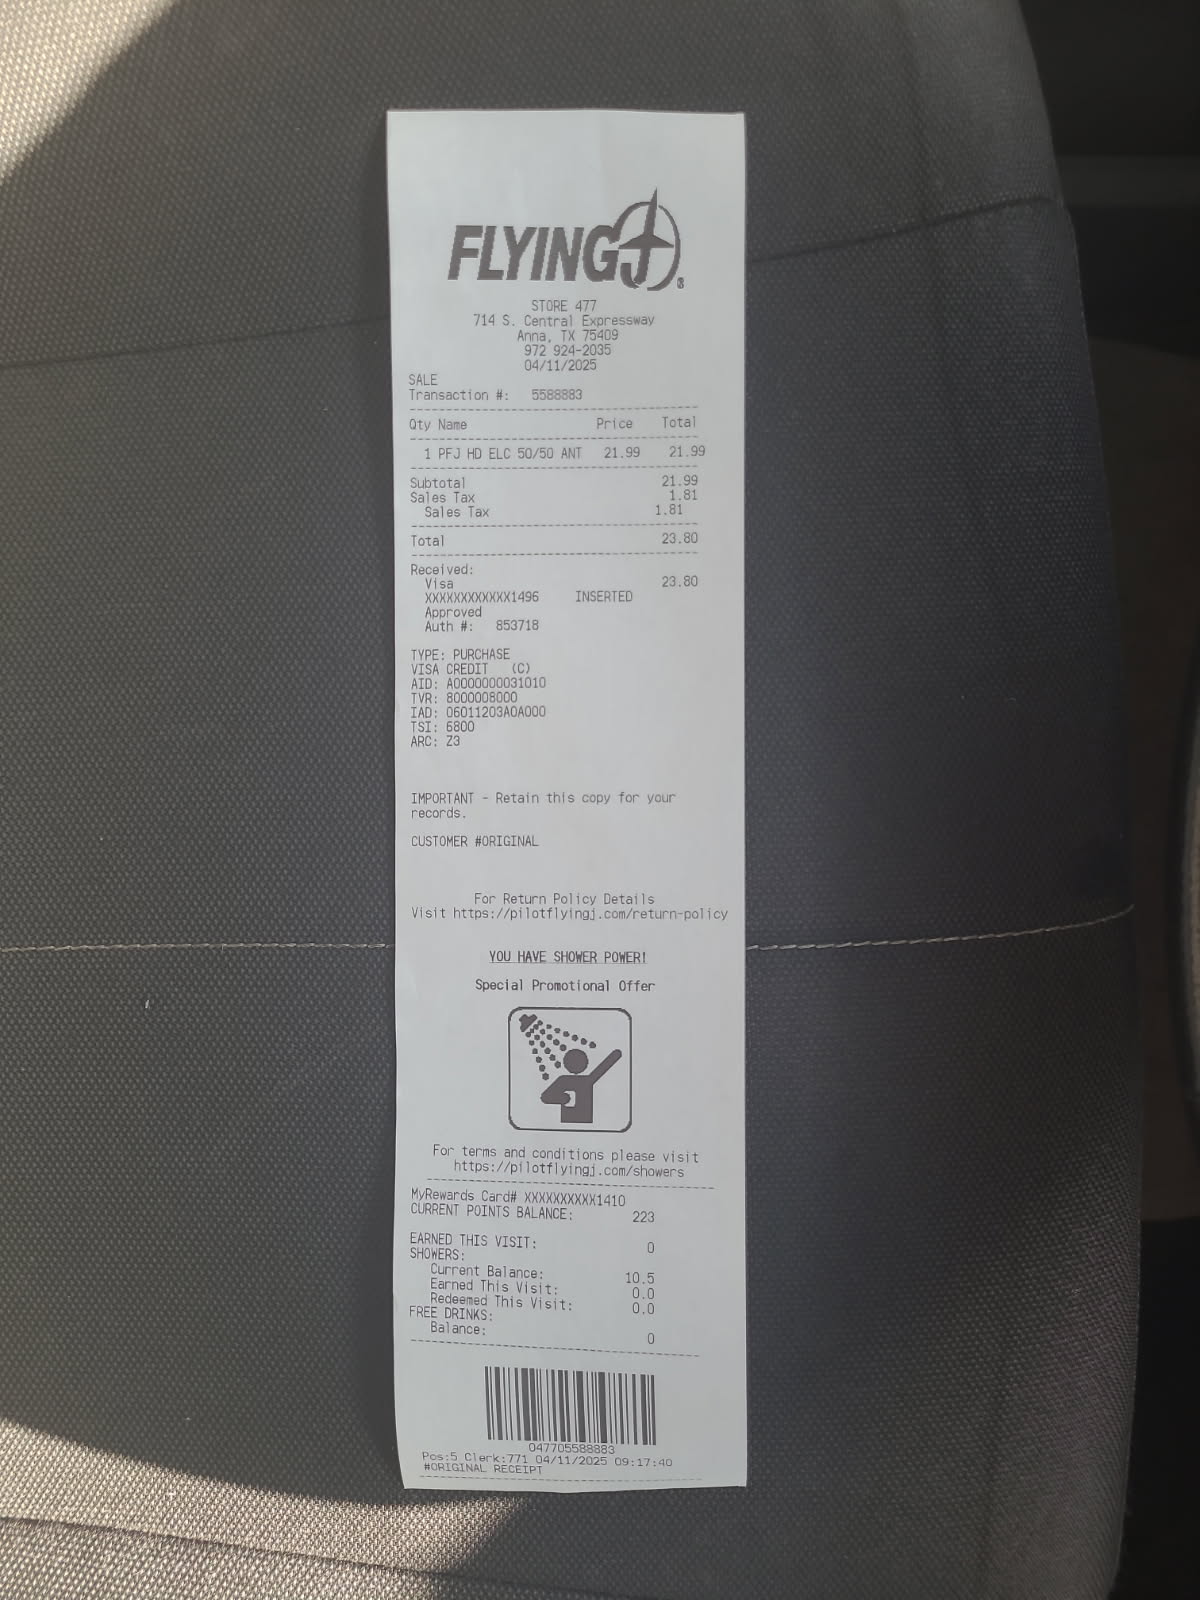 FLYING J®
STORE 477
714 S. Central Expressway
Anna, TX 75409
972 924-2035
04/11/2025
SALE
Transaction #: 5588883
Qty Name Price Total
1 PFJ HD ELC 50/50 ANT 21.99 21.99
Subtotal 21.99
Sales Tax 1.81
Sales Tax 1.81
Total 23.80
Received:
Visa 23.80
XXXXXXXXXXXX1496 INSERTED
Approved
Auth #: 853718
TYPE: PURCHASE
VISA CREDIT (C)
AID: A0000000031010
TVR: 8000008000
IAD: 06011203A0A000
TSI: 6800
ARC: Z3
IMPORTANT - Retain this copy for your
records.
CUSTOMER #ORIGINAL
For Return Policy Details
Visit https://pilotflyingj.com/return-policy
YOU HAVE SHOWER POWER!
Special Promotional Offer
For terms and conditions please visit
https://pilotflyingj.com/showers
MyRewards Card# XXXXXXXXXX1410
CURRENT POINTS BALANCE: 223
EARNED THIS VISIT: 0
SHOWERS:
Current Balance: 10.5
Earned This Visit: 0.0
Redeemed This Visit: 0.0
FREE DRINKS:
Balance: 0
047705588883
Pos:5 Clerk:771 04/11/2025 09:17:40
#ORIGINAL RECEIPT